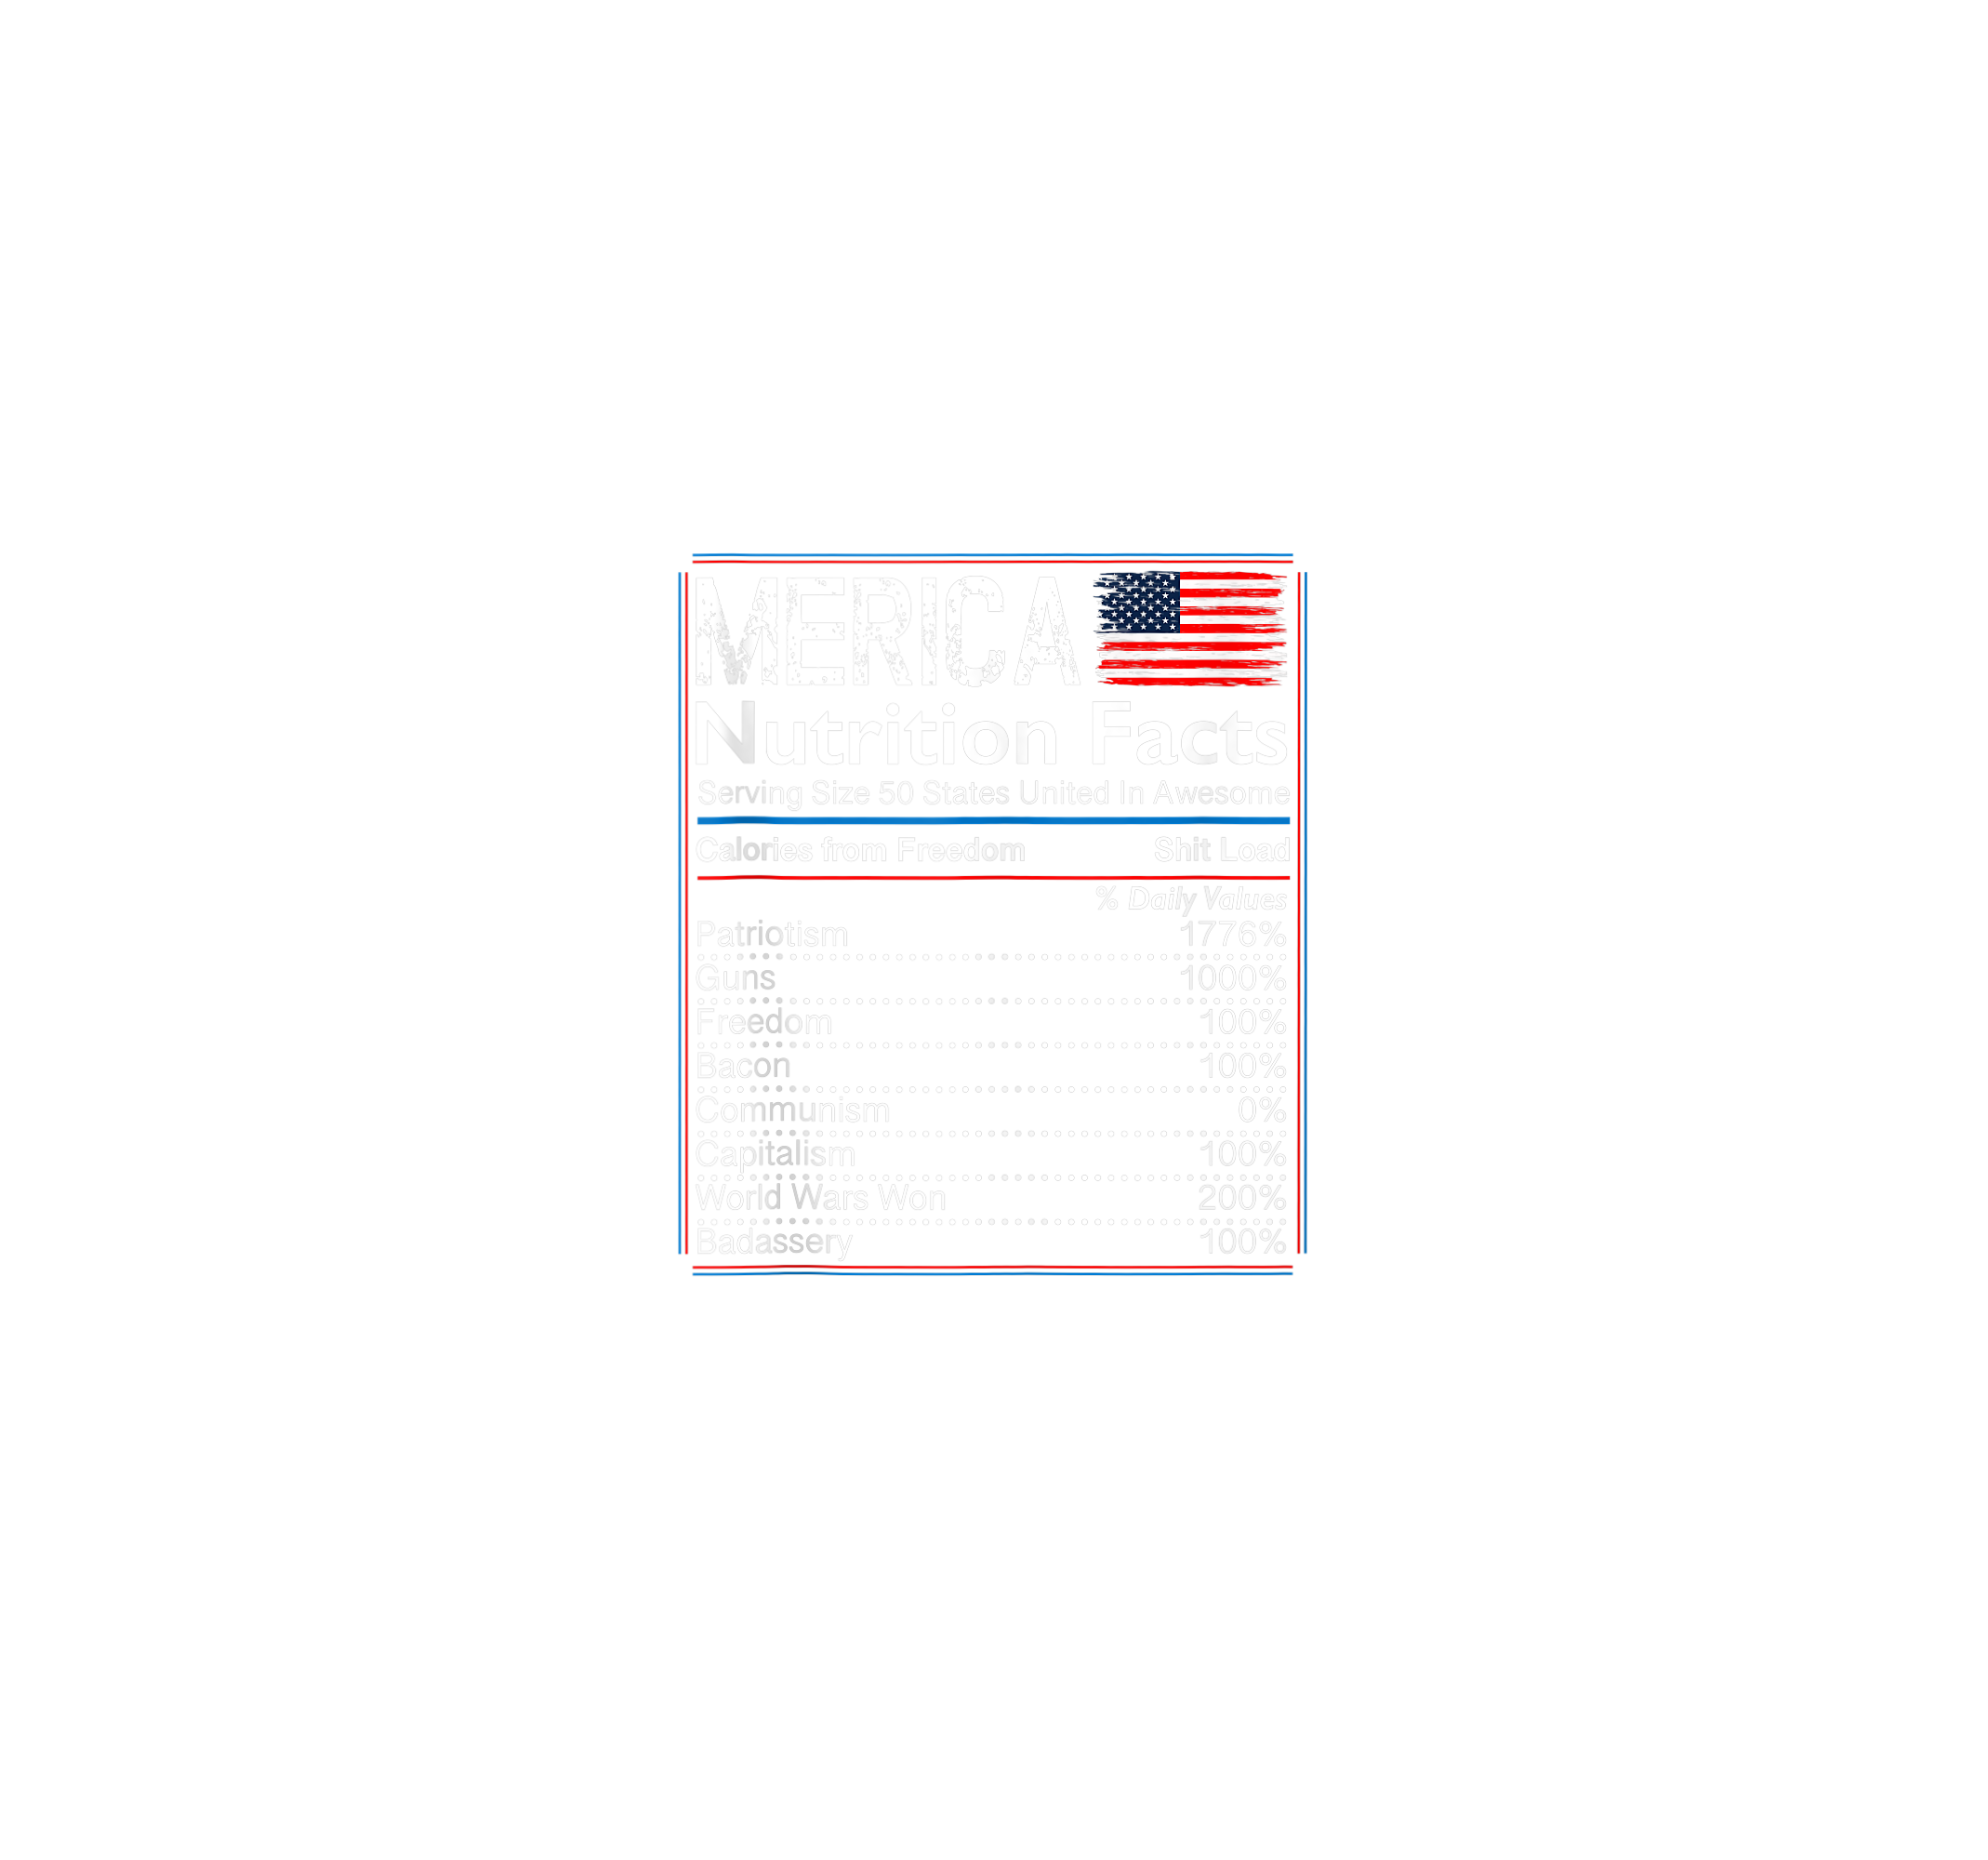 MERICA
Nutrition Facts
Serving Size 50 States United In Awesome
Calories from Freedom Shit Load
% Daily Values
Patriotism 1776%
Guns 1000%
Freedom 100%
Bacon 100%
Communism 0%
Capitalism 100%
World Wars Won 200%
Badassery 100%